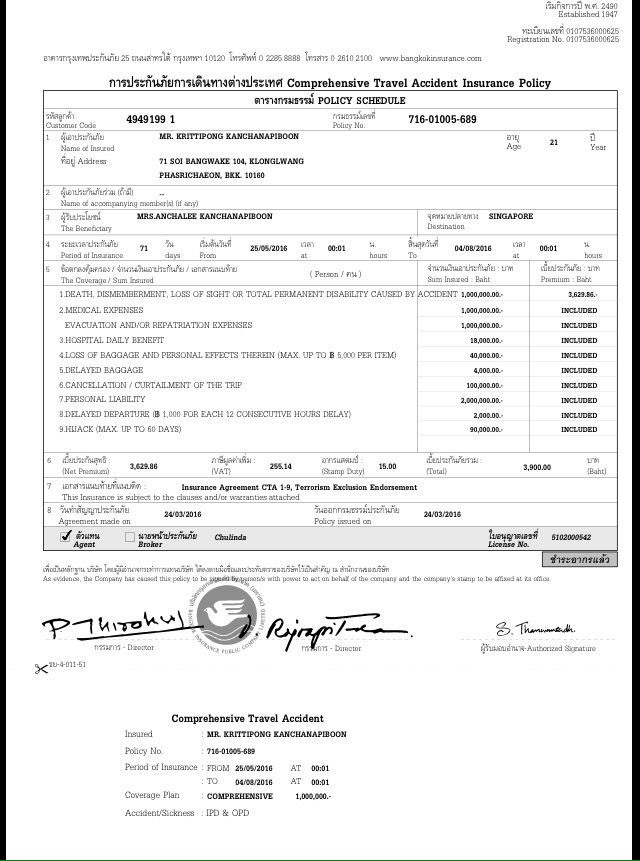 เริ่มกิจการปี พ.ศ. 2490
Established 1947
ทะเบียนเลขที่ 0107536000625
Registration No. 0107536000625
อาคารกรุงเทพประกันภัย 25 ถนนสาทรใต้ กรุงเทพฯ 10120 โทรศัพท์ 0 2285 8888 โทรสาร 0 2610 2100 www.bangkokinsurance.com
การประกันภัยการเดินทางต่างประเทศ Comprehensive Travel Accident Insurance Policy
ตารางกรมธรรม์ POLICY SCHEDULE
รหัสลูกค้า 4949199 1 กรมธรรม์เลขที่ 716-01005-689
Customer Code Policy No.
1 ผู้เอาประกันภัย MR. KRITTIPONG KANCHANAPIBOON อายุ 21 ปี
Name of Insured Age Year
ที่อยู่ Address 71 SOI BANGWAKE 104, KLONGLWANG
PHASRICHAEON, BKK. 10160
2 ผู้เอาประกันภัยร่วม (ถ้ามี) --
Name of accompanying member(s) (if any)
3 ผู้รับประโยชน์ MRS.ANCHALEE KANCHANAPIBOON จุดหมายปลายทาง SINGAPORE
The Beneficiary Destination
4 ระยะเวลาประกันภัย 71 วัน เริ่มต้นวันที่ 25/05/2016 เวลา 00:01 น. สิ้นสุดวันที่ 04/08/2016 เวลา 00:01 น.
Period of Insurance days From at hours To at hours
5 ข้อตกลงคุ้มครอง / จำนวนเงินเอาประกันภัย / เอกสารแนบท้าย ( Person / คน ) จำนวนเงินเอาประกันภัย : บาท เบี้ยประกันภัย : บาท
The Coverage / Sum Insured Sum Insured : Baht Premium : Baht
1.DEATH, DISMEMBERMENT, LOSS OF SIGHT OR TOTAL PERMANENT DISABILITY CAUSED BY ACCIDENT 1,000,000.00- 3,629.86.-
2.MEDICAL EXPENSES 1,000,000.00- INCLUDED
EVACUATION AND/OR REPATRIATION EXPENSES 1,000,000.00- INCLUDED
3.HOSPITAL DAILY BENEFIT 18,000.00- INCLUDED
4.LOSS OF BAGGAGE AND PERSONAL EFFECTS THEREIN (MAX. UP TO ฿ 5,000 PER ITEM) 40,000.00- INCLUDED
5.DELAYED BAGGAGE 4,000.00- INCLUDED
6.CANCELLATION / CURTAILMENT OF THE TRIP 100,000.00- INCLUDED
7.PERSONAL LIABILITY 2,000,000.00- INCLUDED
8.DELAYED DEPARTURE (฿ 1,000 FOR EACH 12 CONSECUTIVE HOURS DELAY) 2,000.00- INCLUDED
9.HIJACK (MAX. UP TO 60 DAYS) 90,000.00- INCLUDED
6 เบี้ยประกันสุทธิ : 3,629.86 ภาษีมูลค่าเพิ่ม : 255.14 อากรแสตมป์ : 15.00 เบี้ยประกันภัยรวม : 3,900.00 บาท
(Net Premium) (VAT) (Stamp Duty) (Total) (Baht)
7 เอกสารแนบท้ายที่แนบติด : Insurance Agreement CTA 1-9, Terrorism Exclusion Endorsement
This Insurance is subject to the clauses and/or warranties attached
8 วันทำสัญญาประกันภัย 24/03/2016 วันออกกรมธรรม์ประกันภัย 24/03/2016
Agreement made on Policy issued on
ตัวแทน นายหน้าประกันภัย Chulinda ใบอนุญาตเลขที่ 5102000542
Agent Broker License No.
ชำระอากรแล้ว
เพื่อเป็นหลักฐาน บริษัท โดยผู้มีอำนาจกระทำการแทนบริษัท ได้ลงลายมือชื่อและประทับตราของบริษัทไว้เป็นสำคัญ ณ สำนักงานของบริษัท
As evidence, the Company has caused this policy to be signed by person/s with power to act on behalf of the company and the company's stamp to be affixed at its office.
กรรมการ - Director กรรมการ - Director ผู้รับมอบอำนาจ-Authorized Signature
รย-4-011-51
Comprehensive Travel Accident
Insured : MR. KRITTIPONG KANCHANAPIBOON
Policy No. : 716-01005-689
Period of Insurance : FROM 25/05/2016 AT 00:01
: TO 04/08/2016 AT 00:01
Coverage Plan : COMPREHENSIVE 1,000,000.-
Accident/Sickness : IPD & OPD